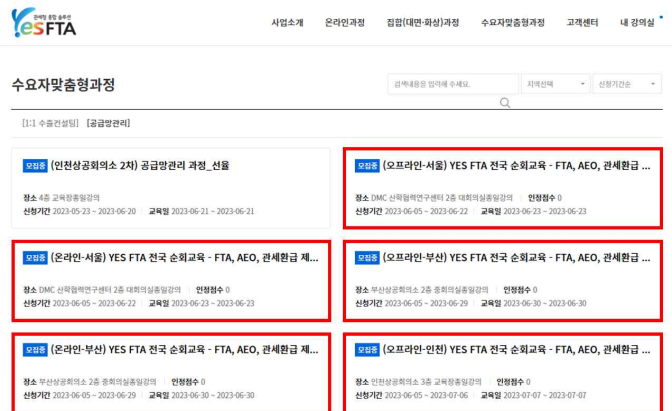 관세청 종합 솔루션
YesFTA
사업소개 온라인과정 집합(대면·화상)과정 수요자맞춤형과정 고객센터 내 강의실
수요자맞춤형과정
검색내용을 입력해 주세요. 지역선택 신청기간순
[1:1 수출컨설팅] [공급망관리]
모집중 (인천상공회의소 2차) 공급망관리 과정_선율
장소 4층 교육장종일강의
신청기간 2023-05-23 ~ 2023-06-20 교육일 2023-06-21 ~ 2023-06-21
모집중 (오프라인-서울) YES FTA 전국 순회교육 - FTA, AEO, 관세환급 ...
장소 DMC 산학협력연구센터 2층 대회의실종일강의 인정점수 0
신청기간 2023-06-05 ~ 2023-06-22 교육일 2023-06-23 ~ 2023-06-23
모집중 (온라인-서울) YES FTA 전국 순회교육 - FTA, AEO, 관세환급 제...
장소 DMC 산학협력연구센터 2층 대회의실종일강의 인정점수 0
신청기간 2023-06-05 ~ 2023-06-22 교육일 2023-06-23 ~ 2023-06-23
모집중 (오프라인-부산) YES FTA 전국 순회교육 - FTA, AEO, 관세환급 ...
장소 부산상공회의소 2층 중회의실종일강의 인정점수 0
신청기간 2023-06-05 ~ 2023-06-29 교육일 2023-06-30 ~ 2023-06-30
모집중 (온라인-부산) YES FTA 전국 순회교육 - FTA, AEO, 관세환급 제...
장소 부산상공회의소 2층 중회의실종일강의 인정점수 0
신청기간 2023-06-05 ~ 2023-06-29 교육일 2023-06-30 ~ 2023-06-30
모집중 (오프라인-인천) YES FTA 전국 순회교육 - FTA, AEO, 관세환급 ...
장소 인천상공회의소 3층 교육장종일강의 인정점수 0
신청기간 2023-06-05 ~ 2023-07-06 교육일 2023-07-07 ~ 2023-07-07